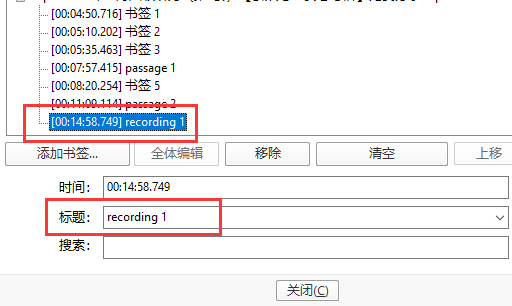 [00:04:50.716] 书签 1
[00:05:10.202] 书签 2
[00:05:35.463] 书签 3
[00:07:57.415] passage 1
[00:08:20.254] 书签 5
[00:11:09.114] passage 2
[00:14:58.749] recording 1
添加书签... 全体编辑 移除 清空 上移
时间: 00:14:58.749
标题: recording 1
搜索:
关闭(C)